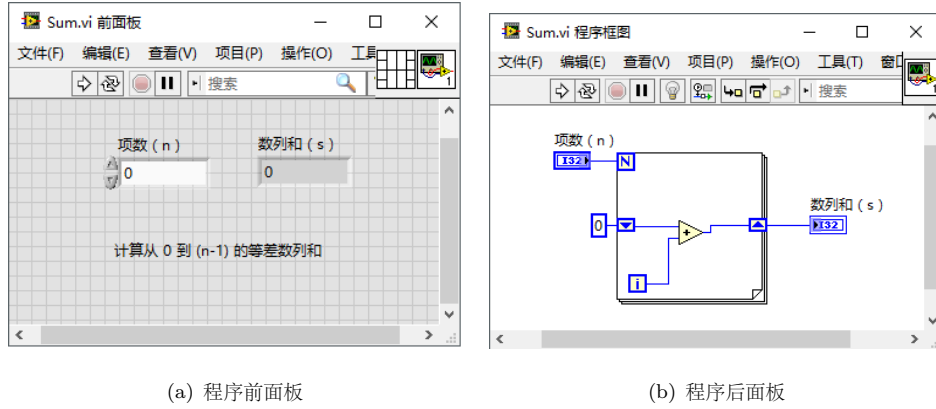 Sum.vi 前面板
文件(F) 编辑(E) 查看(V) 项目(P) 操作(O) 工具
搜索
1
项数 ( n )
数列和 ( s )
0
0
计算从 0 到 (n-1) 的等差数列和
(a) 程序前面板
Sum.vi 程序框图
文件(F) 编辑(E) 查看(V) 项目(P) 操作(O) 工具(T)
搜索
项数 ( n )
I32
N
0
i
+
数列和 ( s )
I32
(b) 程序后面板